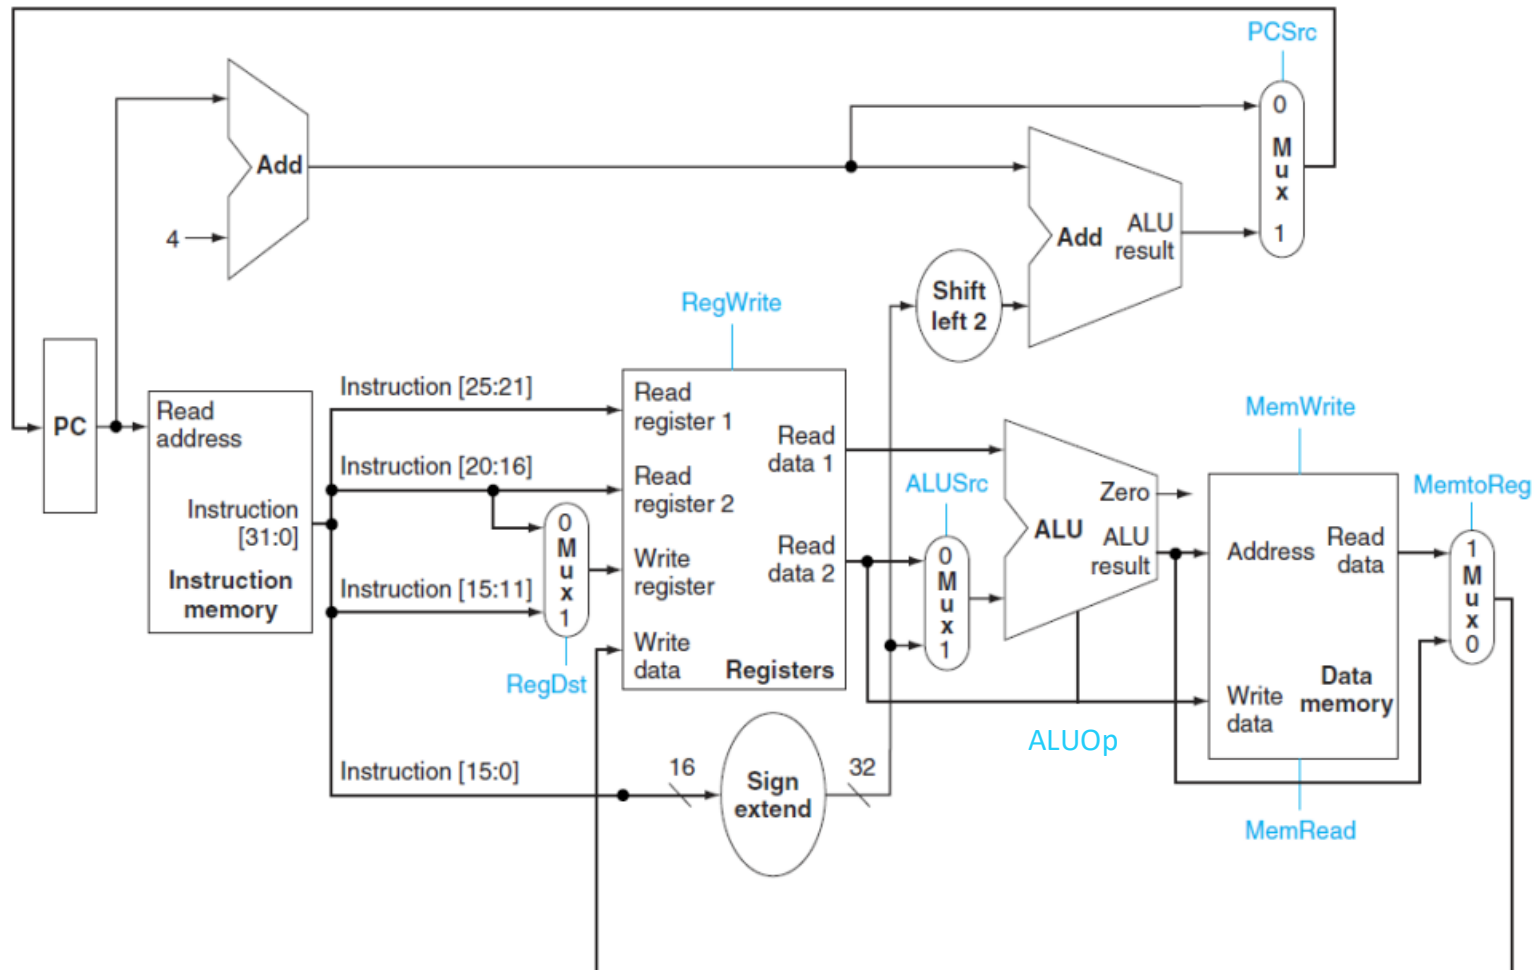 PCSrc
0
M
u
x
1
Add
4
Add
ALU
result
Shift
left 2
RegWrite
PC
Read
address
Instruction
[31:0]
Instruction
memory
Instruction [25:21]
Instruction [20:16]
Instruction [15:11]
Instruction [15:0]
0
M
u
x
1
RegDst
Read
register 1
Read
register 2
Write
register
Write
data
Read
data 1
Read
data 2
Registers
16
Sign
extend
32
ALUSrc
0
M
u
x
1
ALU
Zero
ALU
result
ALUOp
MemWrite
Address
Read
data
Write
data
Data
memory
MemRead
MemtoReg
1
M
u
x
0